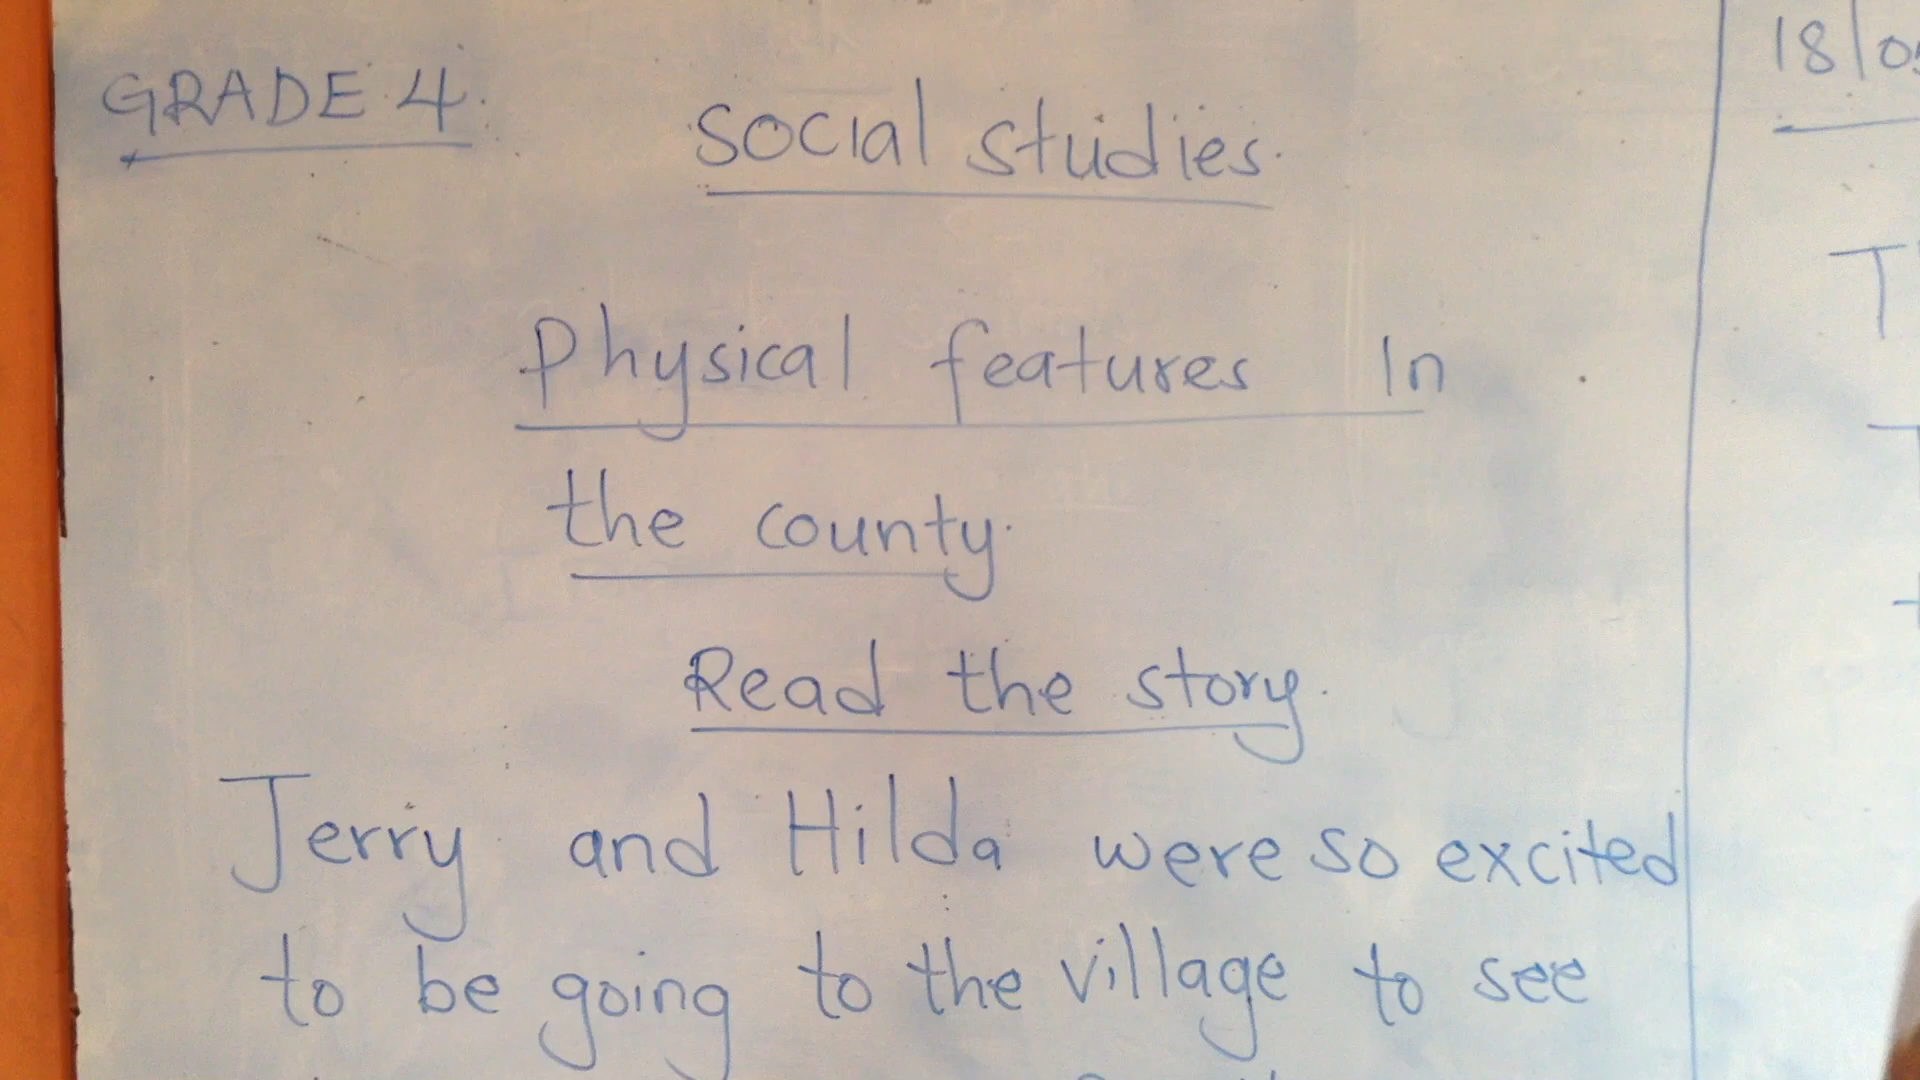 GRADE 4.
Social studies.
Physical features In
the county.
Read the story.
Jerry and Hilda were so excited
to be going to the village to see
18/0